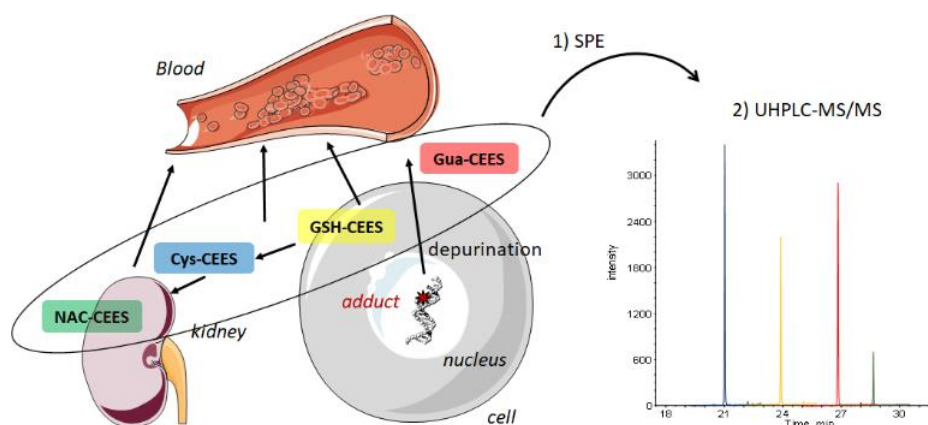 1) SPE
Blood
2) UHPLC-MS/MS
Gua-CEES
GSH-CEES
depurination
Cys-CEES
adduct
NAC-CEES
kidney
nucleus
cell
intensity
3000
2400
1800
1200
600
0
18 21 24 27 30
Time, min